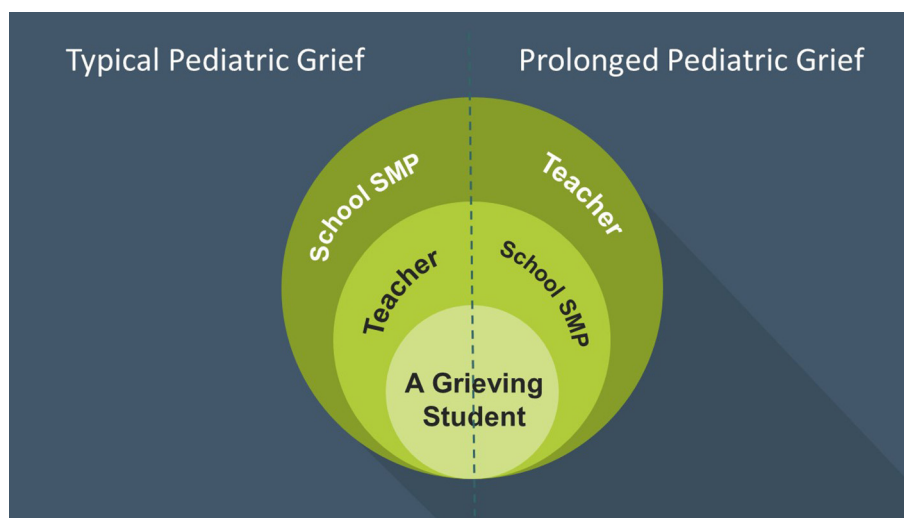 Typical Pediatric Grief
Prolonged Pediatric Grief
School SMP
Teacher
Teacher
School SMP
A Grieving
Student